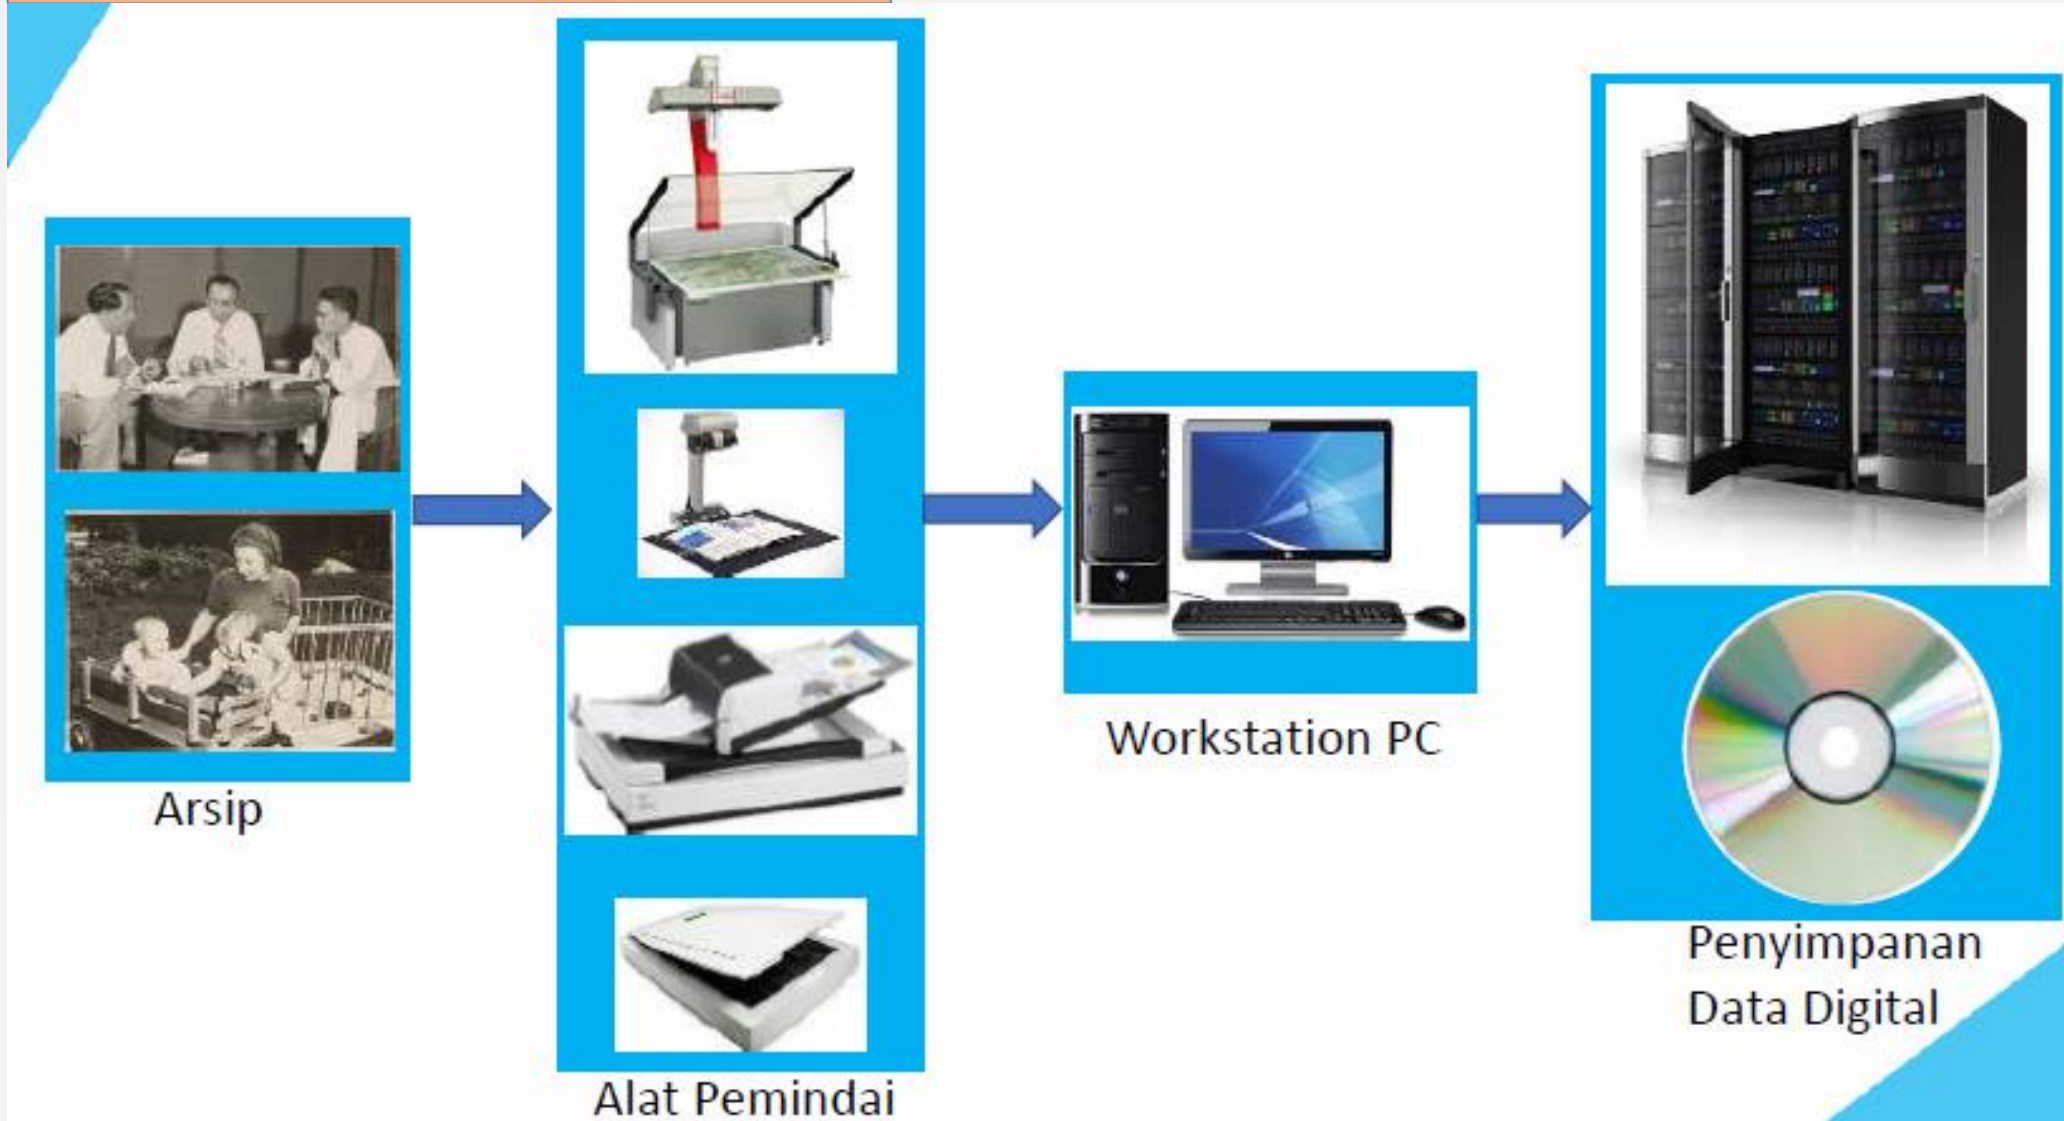 Arsip
Alat Pemindai
Workstation PC
Penyimpanan
Data Digital